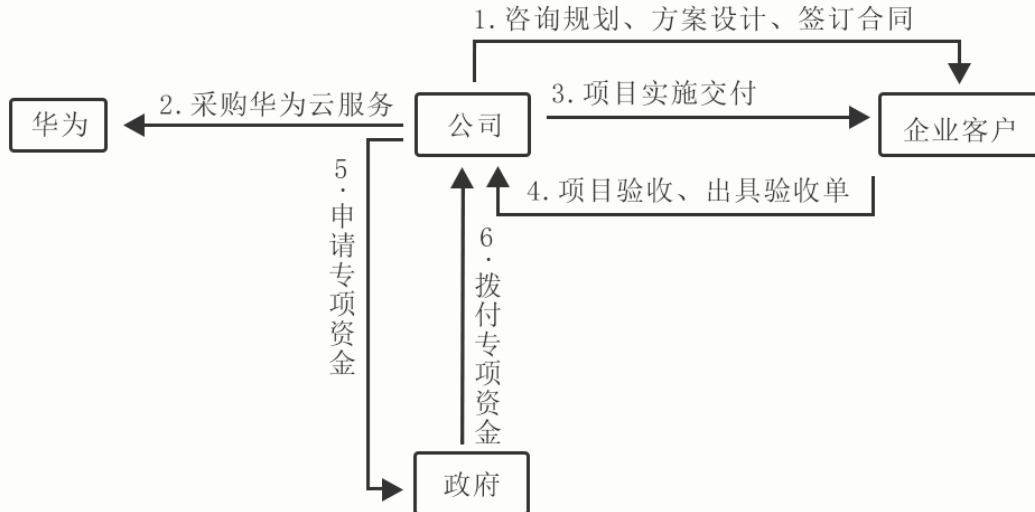 1.咨询规划、方案设计、签订合同
华为
2.采购华为云服务
公司
3.项目实施交付
企业客户
4.项目验收、出具验收单
5.申请专项资金
6.拨付专项资金
政府